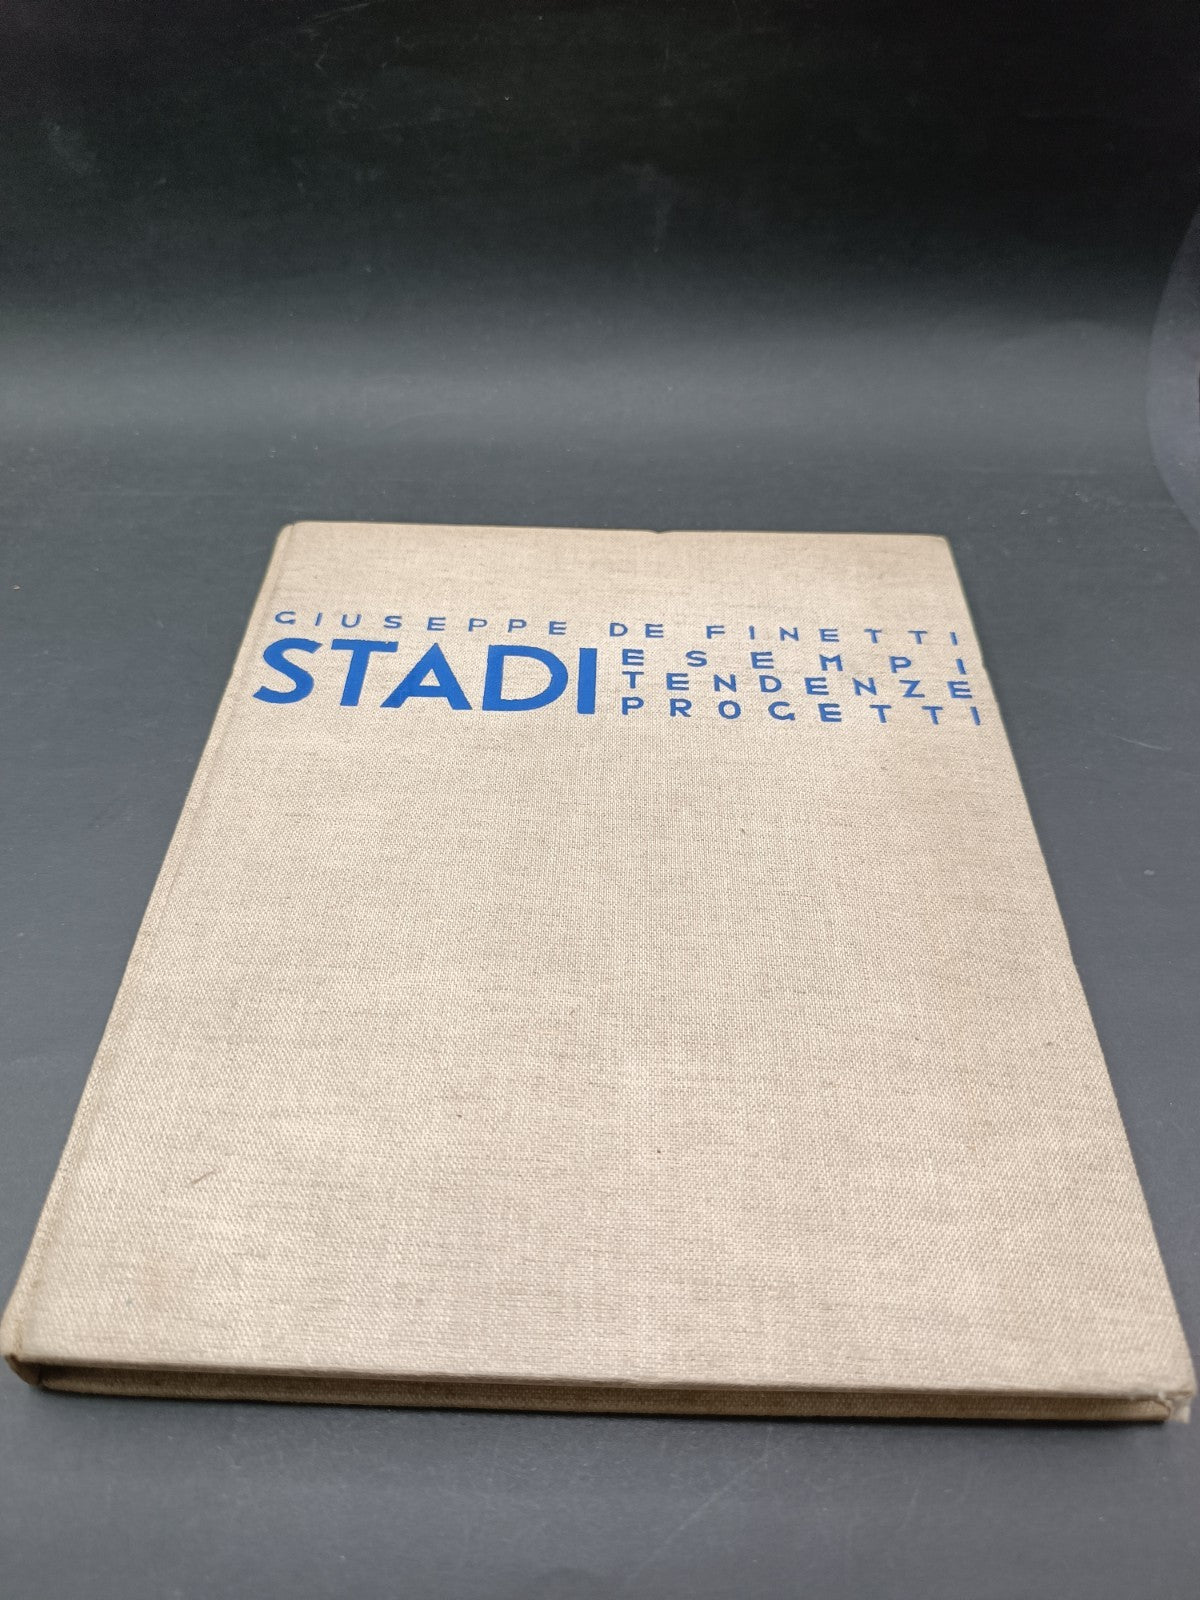 GIUSEPPE DE FINETTI
STADI
ESEMPI
TENDENZE
PROGETTI